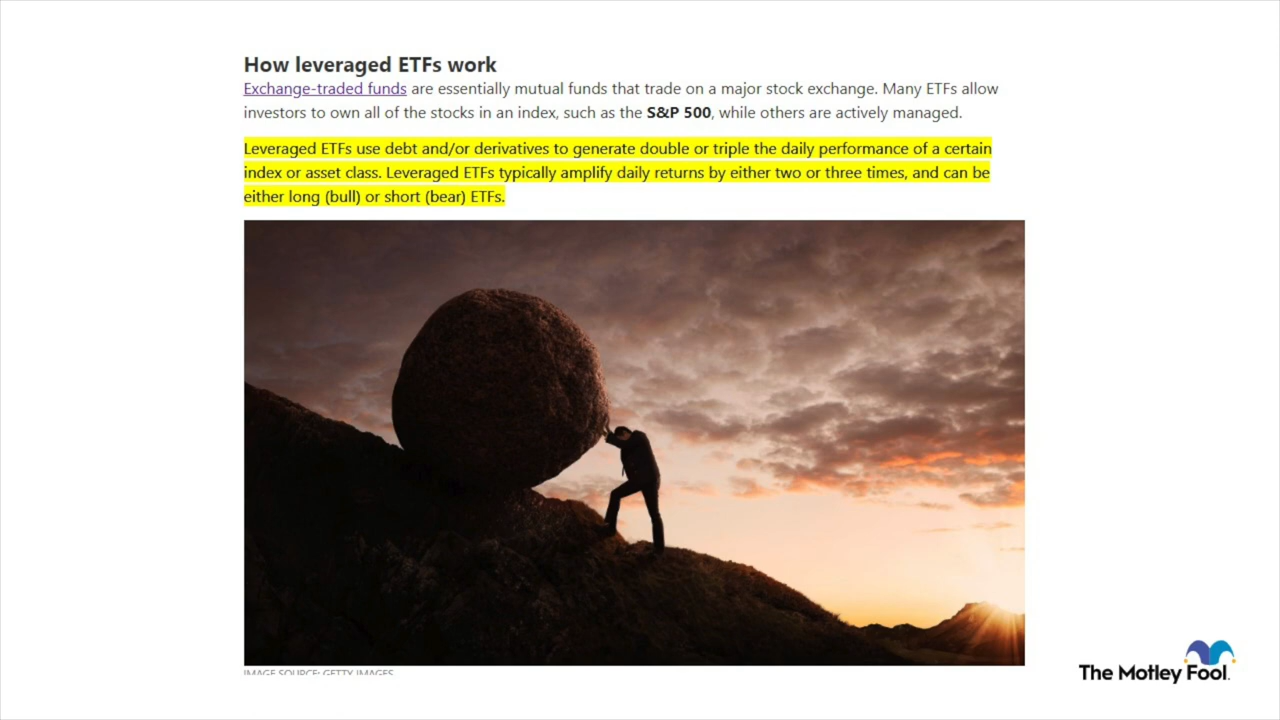 How leveraged ETFs work
Exchange-traded funds are essentially mutual funds that trade on a major stock exchange. Many ETFs allow
investors to own all of the stocks in an index, such as the S&P 500, while others are actively managed.
Leveraged ETFs use debt and/or derivatives to generate double or triple the daily performance of a certain
index or asset class. Leveraged ETFs typically amplify daily returns by either two or three times, and can be
either long (bull) or short (bear) ETFs.
IMAGE SOURCE: GETTY IMAGES
The Motley Fool.